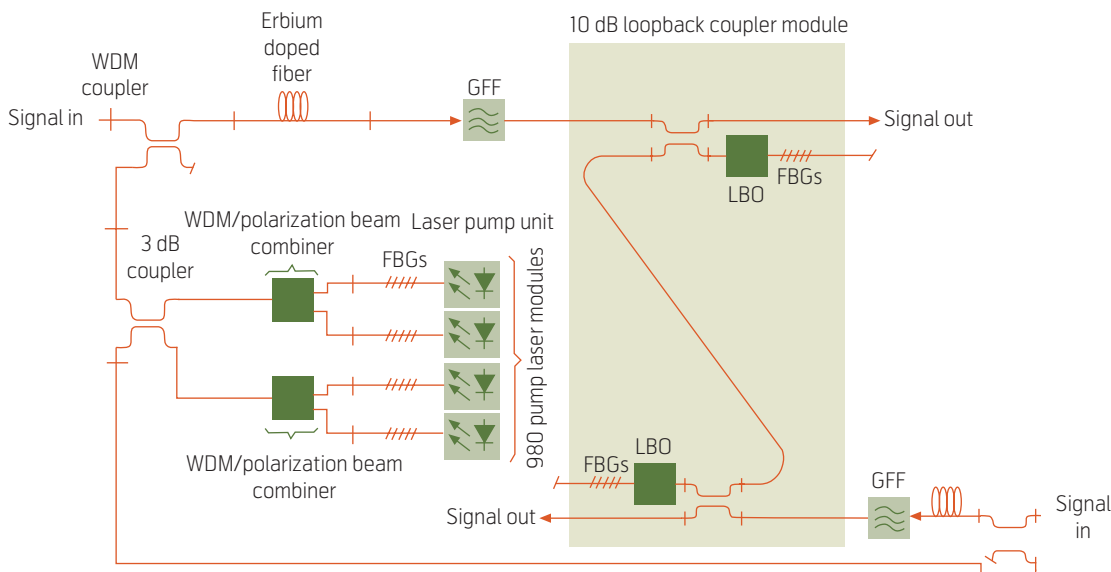 10 dB loopback coupler module
Erbium
doped
fiber
WDM
coupler
GFF
Signal in
Signal out
LBO
FBGs
WDM/polarization beam
combiner
Laser pump unit
3 dB
coupler
FBGs
980 pump laser modules
WDM/polarization beam
combiner
LBO
FBGs
GFF
Signal out
Signal
in